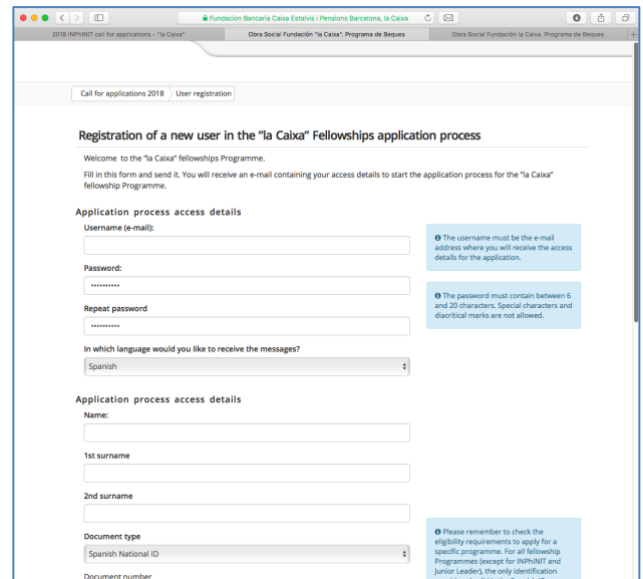 Fundacion Bancaria Caixa Estalvis i Pensions Barcelona, la Caixa
2018 INPhINIT call for applications - "la Caixa"
Obra Social Fundación "la Caixa". Programa de Beques
Obra Social Fundación la Caixa. Programa de Beques
Call for applications 2018
User registration
Registration of a new user in the "la Caixa" Fellowships application process
Welcome to the "la Caixa" fellowships Programme.
Fill in this form and send it. You will receive an e-mail containing your access details to start the application process for the "la Caixa"
fellowship Programme.
Application process access details
Username (e-mail):
The username must be the e-mail
address where you will receive the access
details for the application.
Password:
••••••••••
The password must contain between 6
and 20 characters. Special characters and
diacritical marks are not allowed.
Repeat password
••••••••••
In which language would you like to receive the messages?
Spanish
Application process access details
Name:
1st surname
2nd surname
Document type
Spanish National ID
Please remember to check the
eligibility requirements to apply for a
specific programme. For all fellowship
Programmes (except for INPhINIT and
Junior Leader), the only identification
Document number